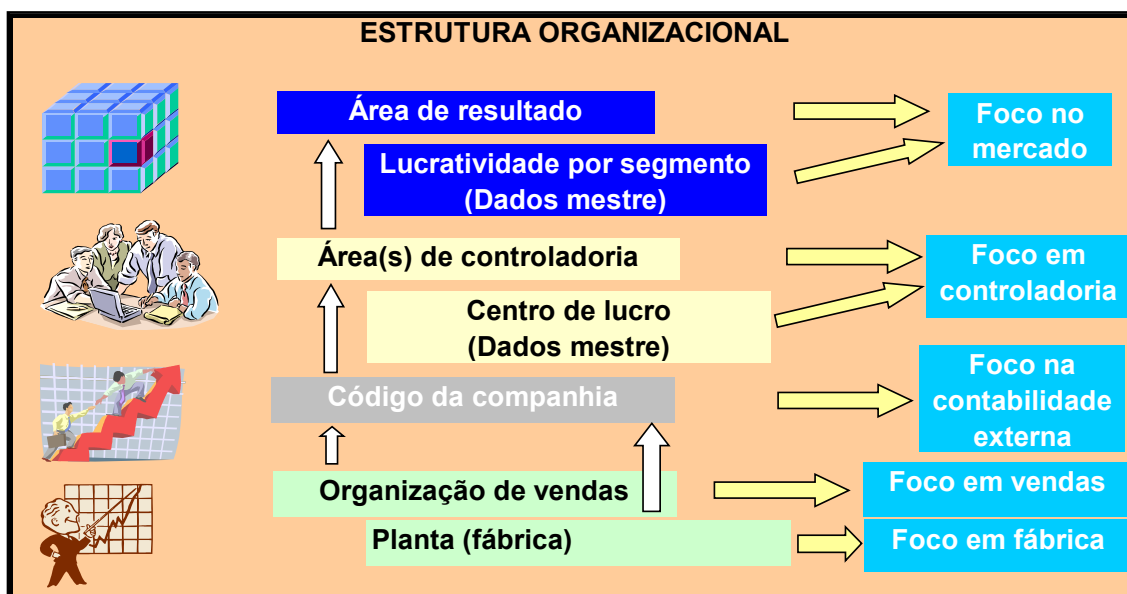 ESTRUTURA ORGANIZACIONAL
Área de resultado
Foco no
mercado
Lucratividade por segmento
(Dados mestre)
Área(s) de controladoria
Foco em
controladoria
Centro de lucro
(Dados mestre)
Código da companhia
Foco na
contabilidade
externa
Organização de vendas
Foco em vendas
Planta (fábrica)
Foco em fábrica